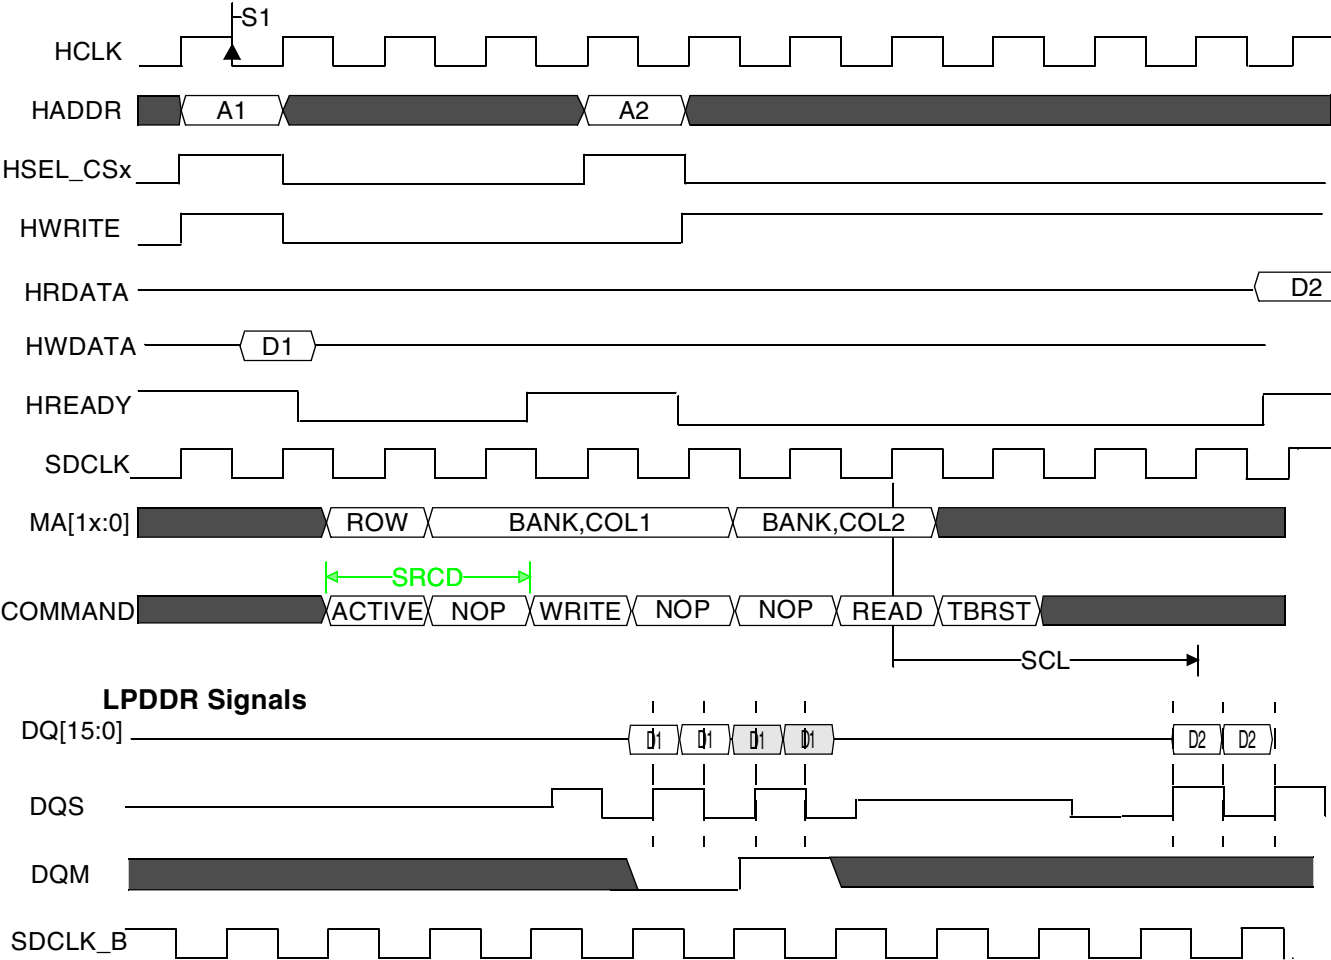 S1
HCLK
HADDR A1 A2
HSEL_CSx
HWRITE
HRDATA D2
HWDATA D1
HREADY
SDCLK
MA[1x:0] ROW BANK,COL1 BANK,COL2
SRCD
COMMAND ACTIVE NOP WRITE NOP NOP READ TBRST
SCL
LPDDR Signals
DQ[15:0] D1 D1 D1 D1 D2 D2
DQS
DQM
SDCLK_B